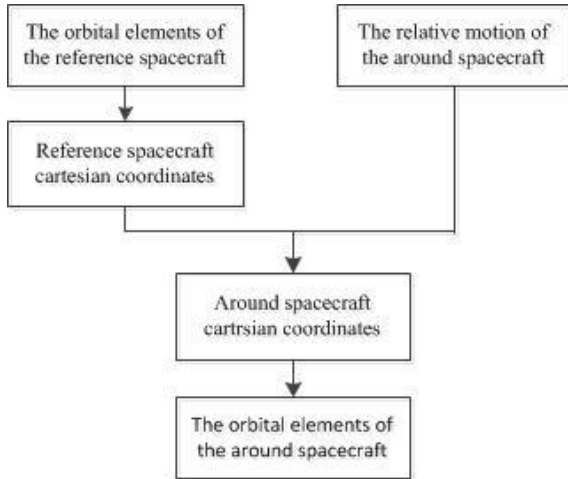 The orbital elements of
the reference spacecraft
The relative motion of
the around spacecraft
Reference spacecraft
cartesian coordinates
Around spacecraft
cartrsian coordinates
The orbital elements of
the around spacecraft